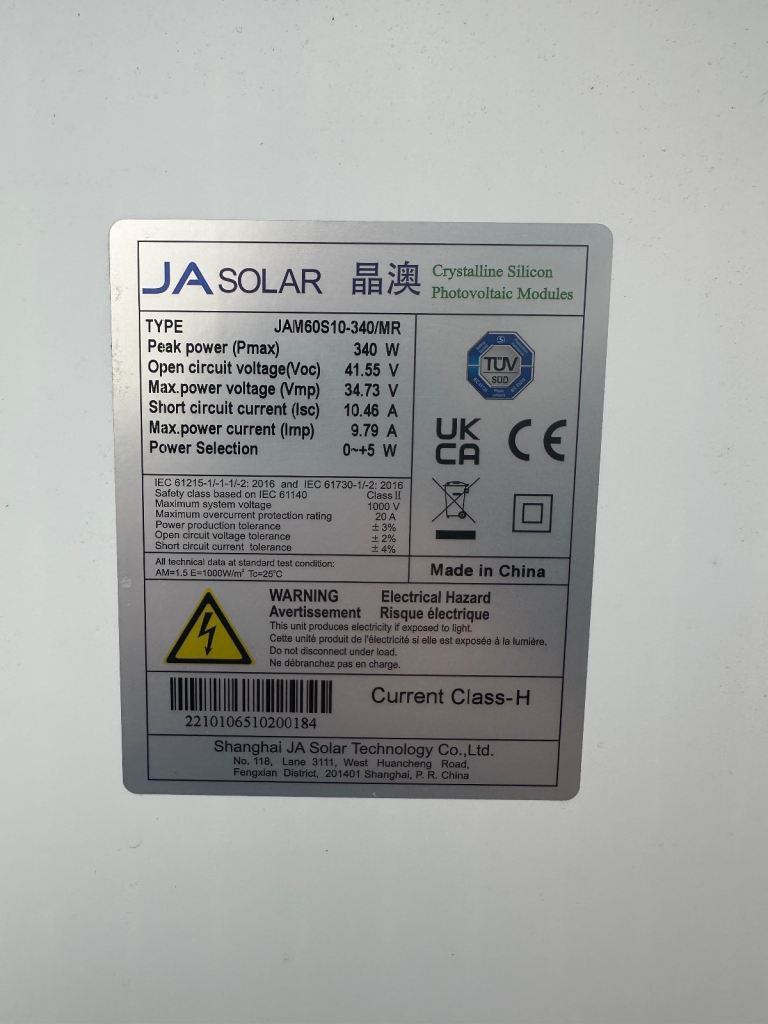 JA SOLAR 晶澳 Crystalline Silicon
Photovoltaic Modules
TYPE JAM60S10-340/MR
Peak power (Pmax) 340 W
Open circuit voltage(Voc) 41.55 V
Max.power voltage (Vmp) 34.73 V
Short circuit current (Isc) 10.46 A
Max.power current (Imp) 9.79 A
Power Selection 0~+5 W
TÜV
SÜD
UK
CA
CE
IEC 61215-1/-1-1/-2: 2016 and IEC 61730-1/-2: 2016
Safety class based on IEC 61140 Class II
Maximum system voltage 1000 V
Maximum overcurrent protection rating 20 A
Power production tolerance ±3%
Open circuit voltage tolerance ±2%
Short circuit current tolerance ±4%
All technical data at standard test condition:
AM=1.5 E=1000W/m² Tc=25°C
Made in China
WARNING Electrical Hazard
Avertissement Risque électrique
This unit produces electricity if exposed to light.
Cette unité produit de l'électricité si elle est exposée à la lumière.
Do not disconnect under load.
Ne débranchez pas en charge.
2210106510200184
Current Class-H
Shanghai JA Solar Technology Co.,Ltd.
No. 118, Lane 3111, West Huancheng Road,
Fengxian District, 201401 Shanghai, P. R. China